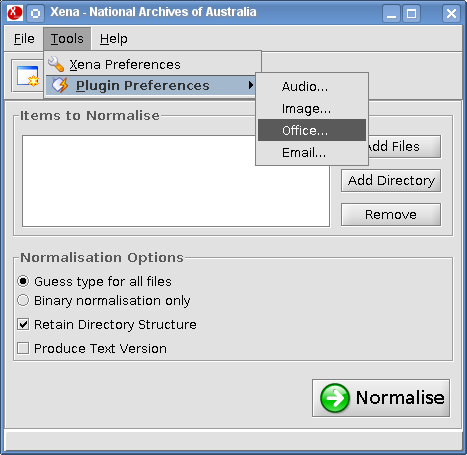 Xena - National Archives of Australia
File Tools Help
Xena Preferences
Plugin Preferences
Audio...
Image...
Office...
Email...
Items to Normalise
Add Files
Add Directory
Remove
Normalisation Options
Guess type for all files
Binary normalisation only
Retain Directory Structure
Produce Text Version
Normalise